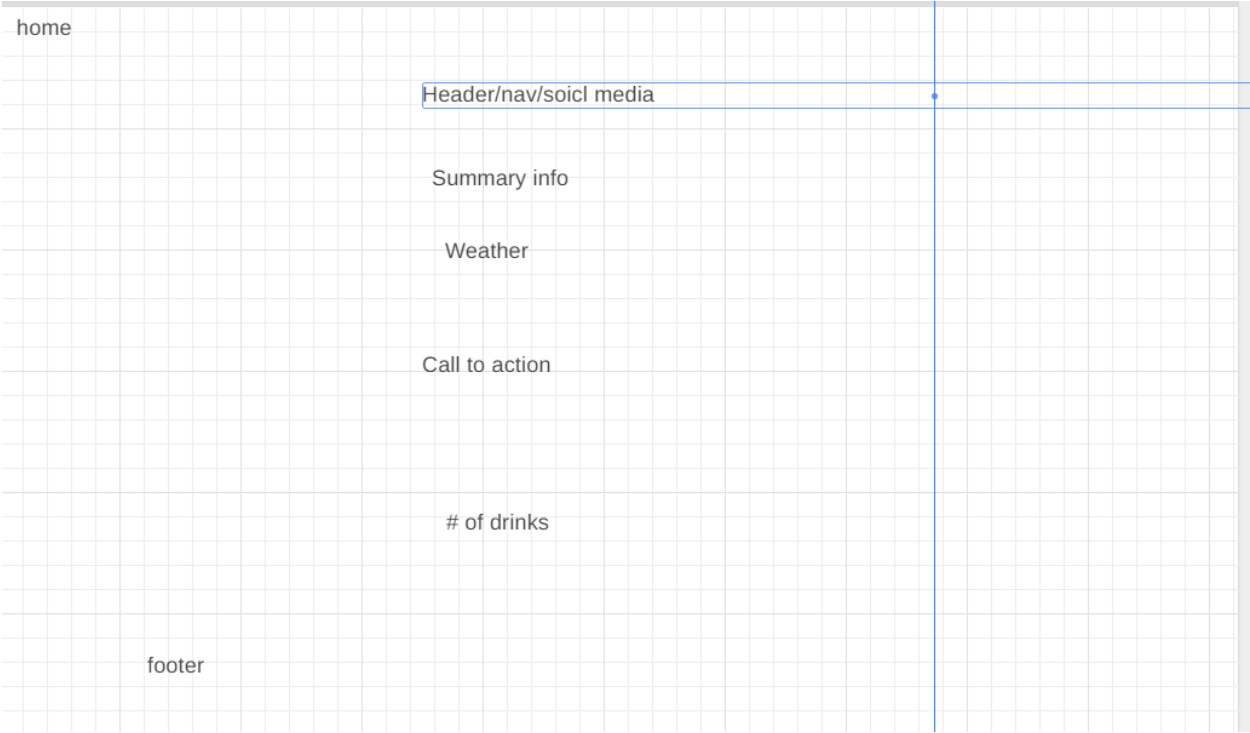 home
Header/nav/soicl media
Summary info
Weather
Call to action
# of drinks
footer